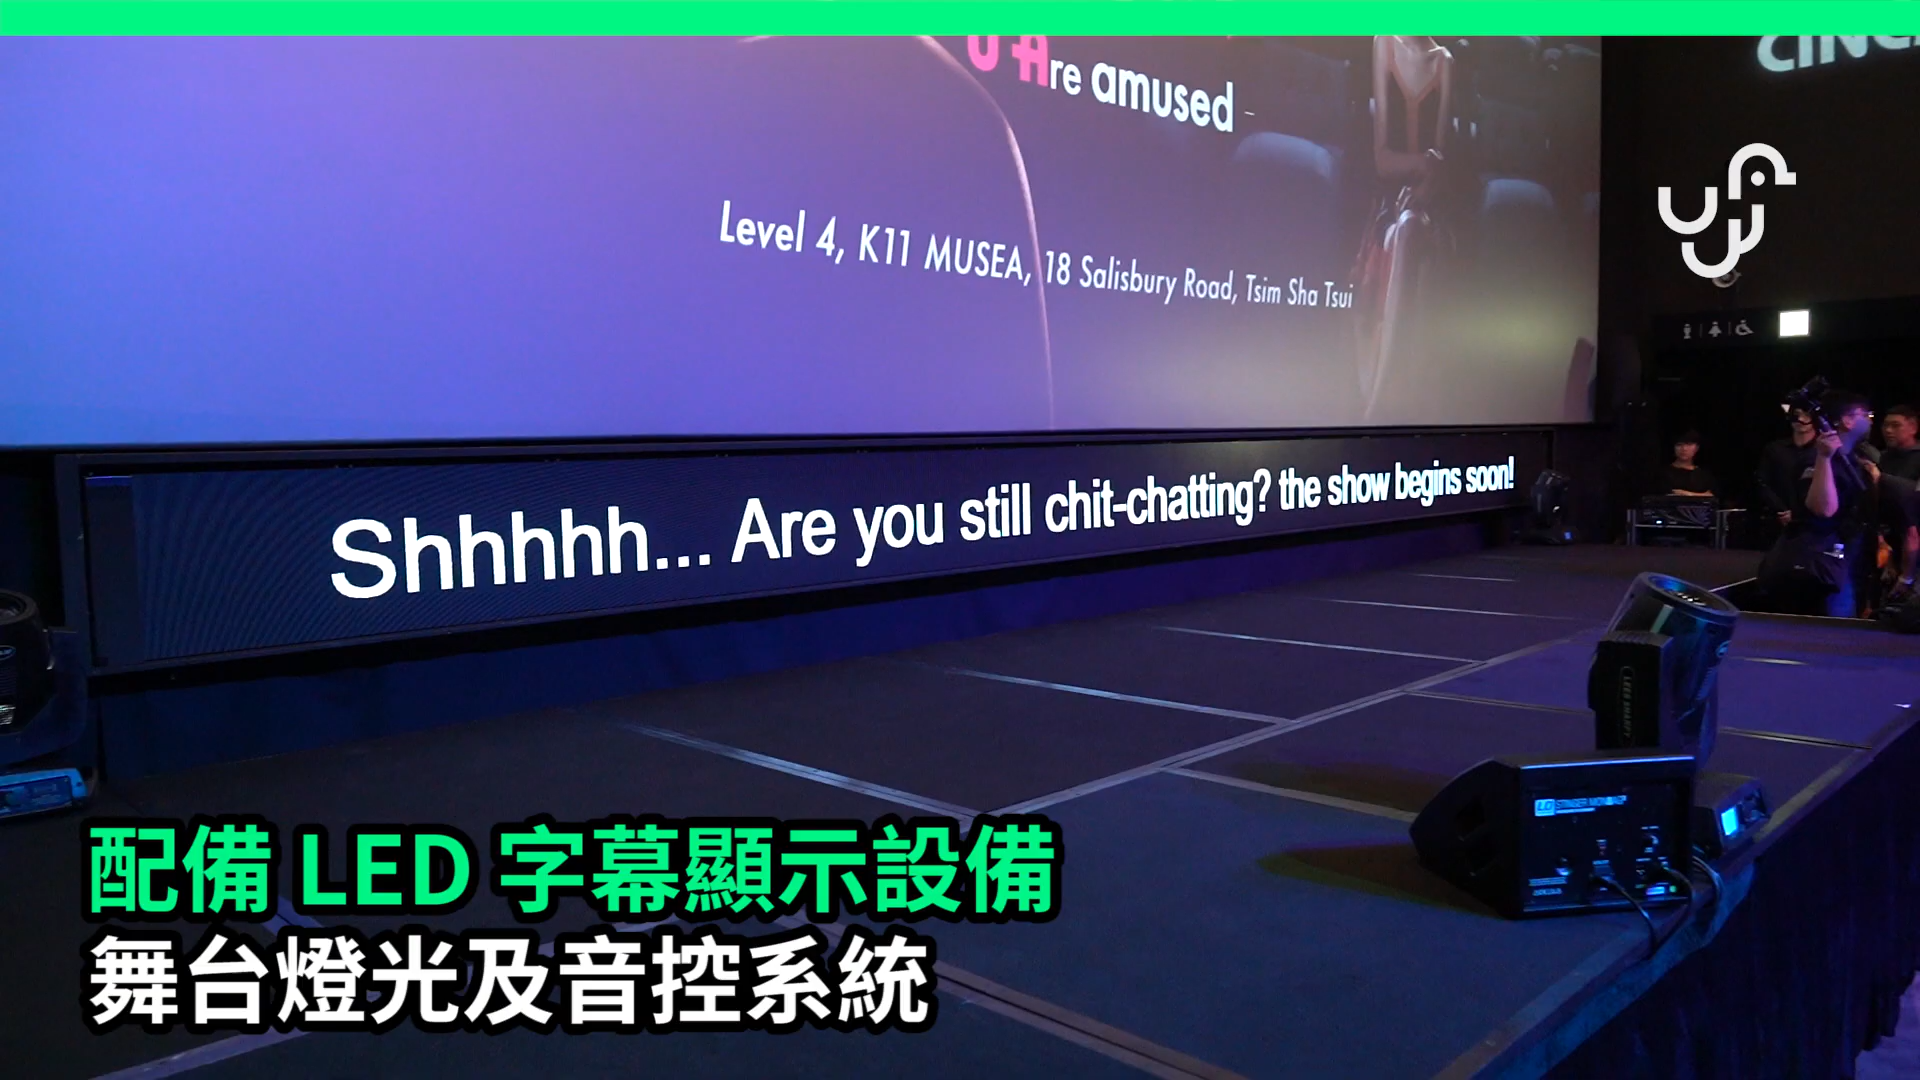 U Are amused -
Level 4, K11 MUSEA, 18 Salisbury Road, Tsim Sha Tsui
Shhhhh... Are you still chit-chatting? the show begins soon!
配備 LED 字幕顯示設備
舞台燈光及音控系統